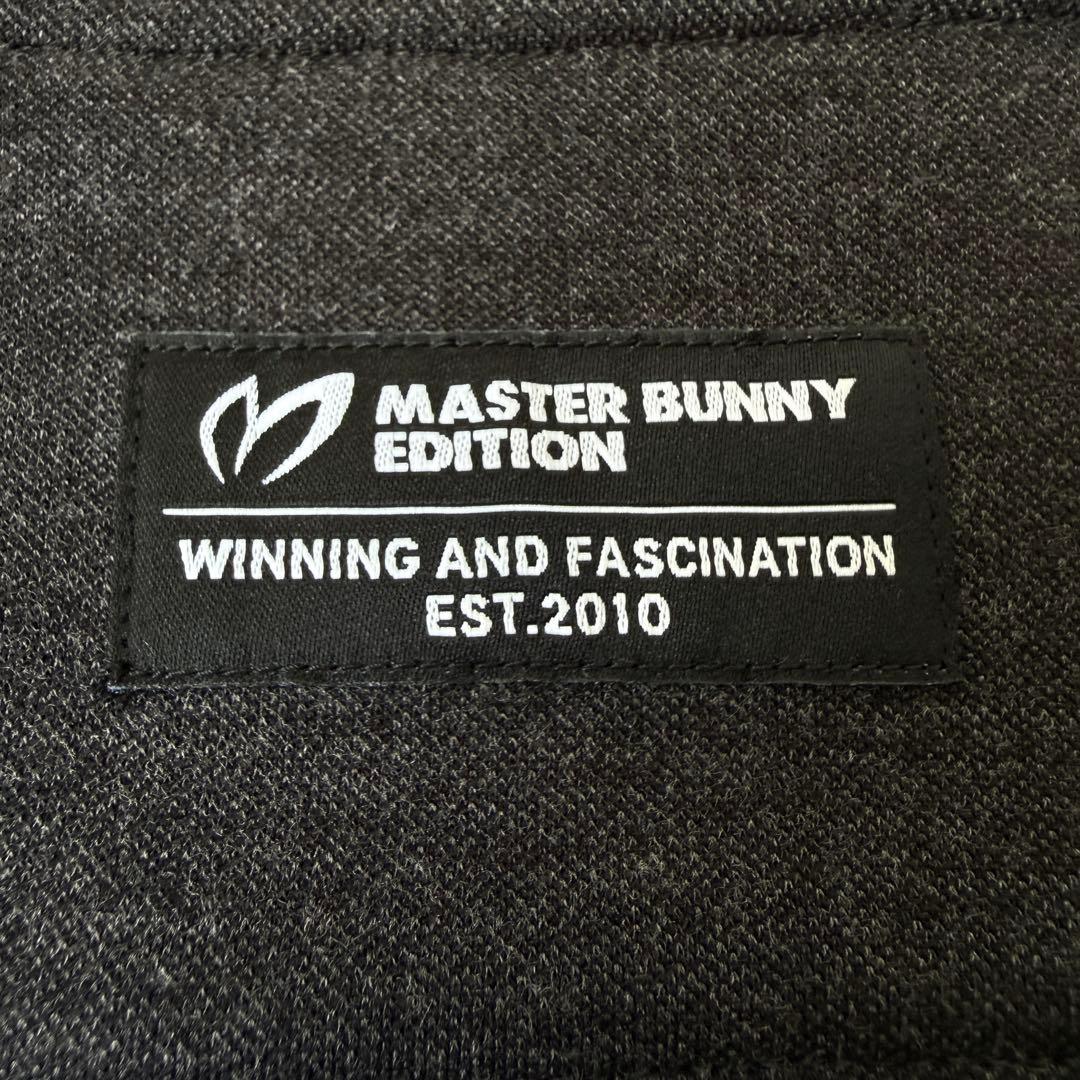 MASTER BUNNY
EDITION
WINNING AND FASCINATION
EST.2010